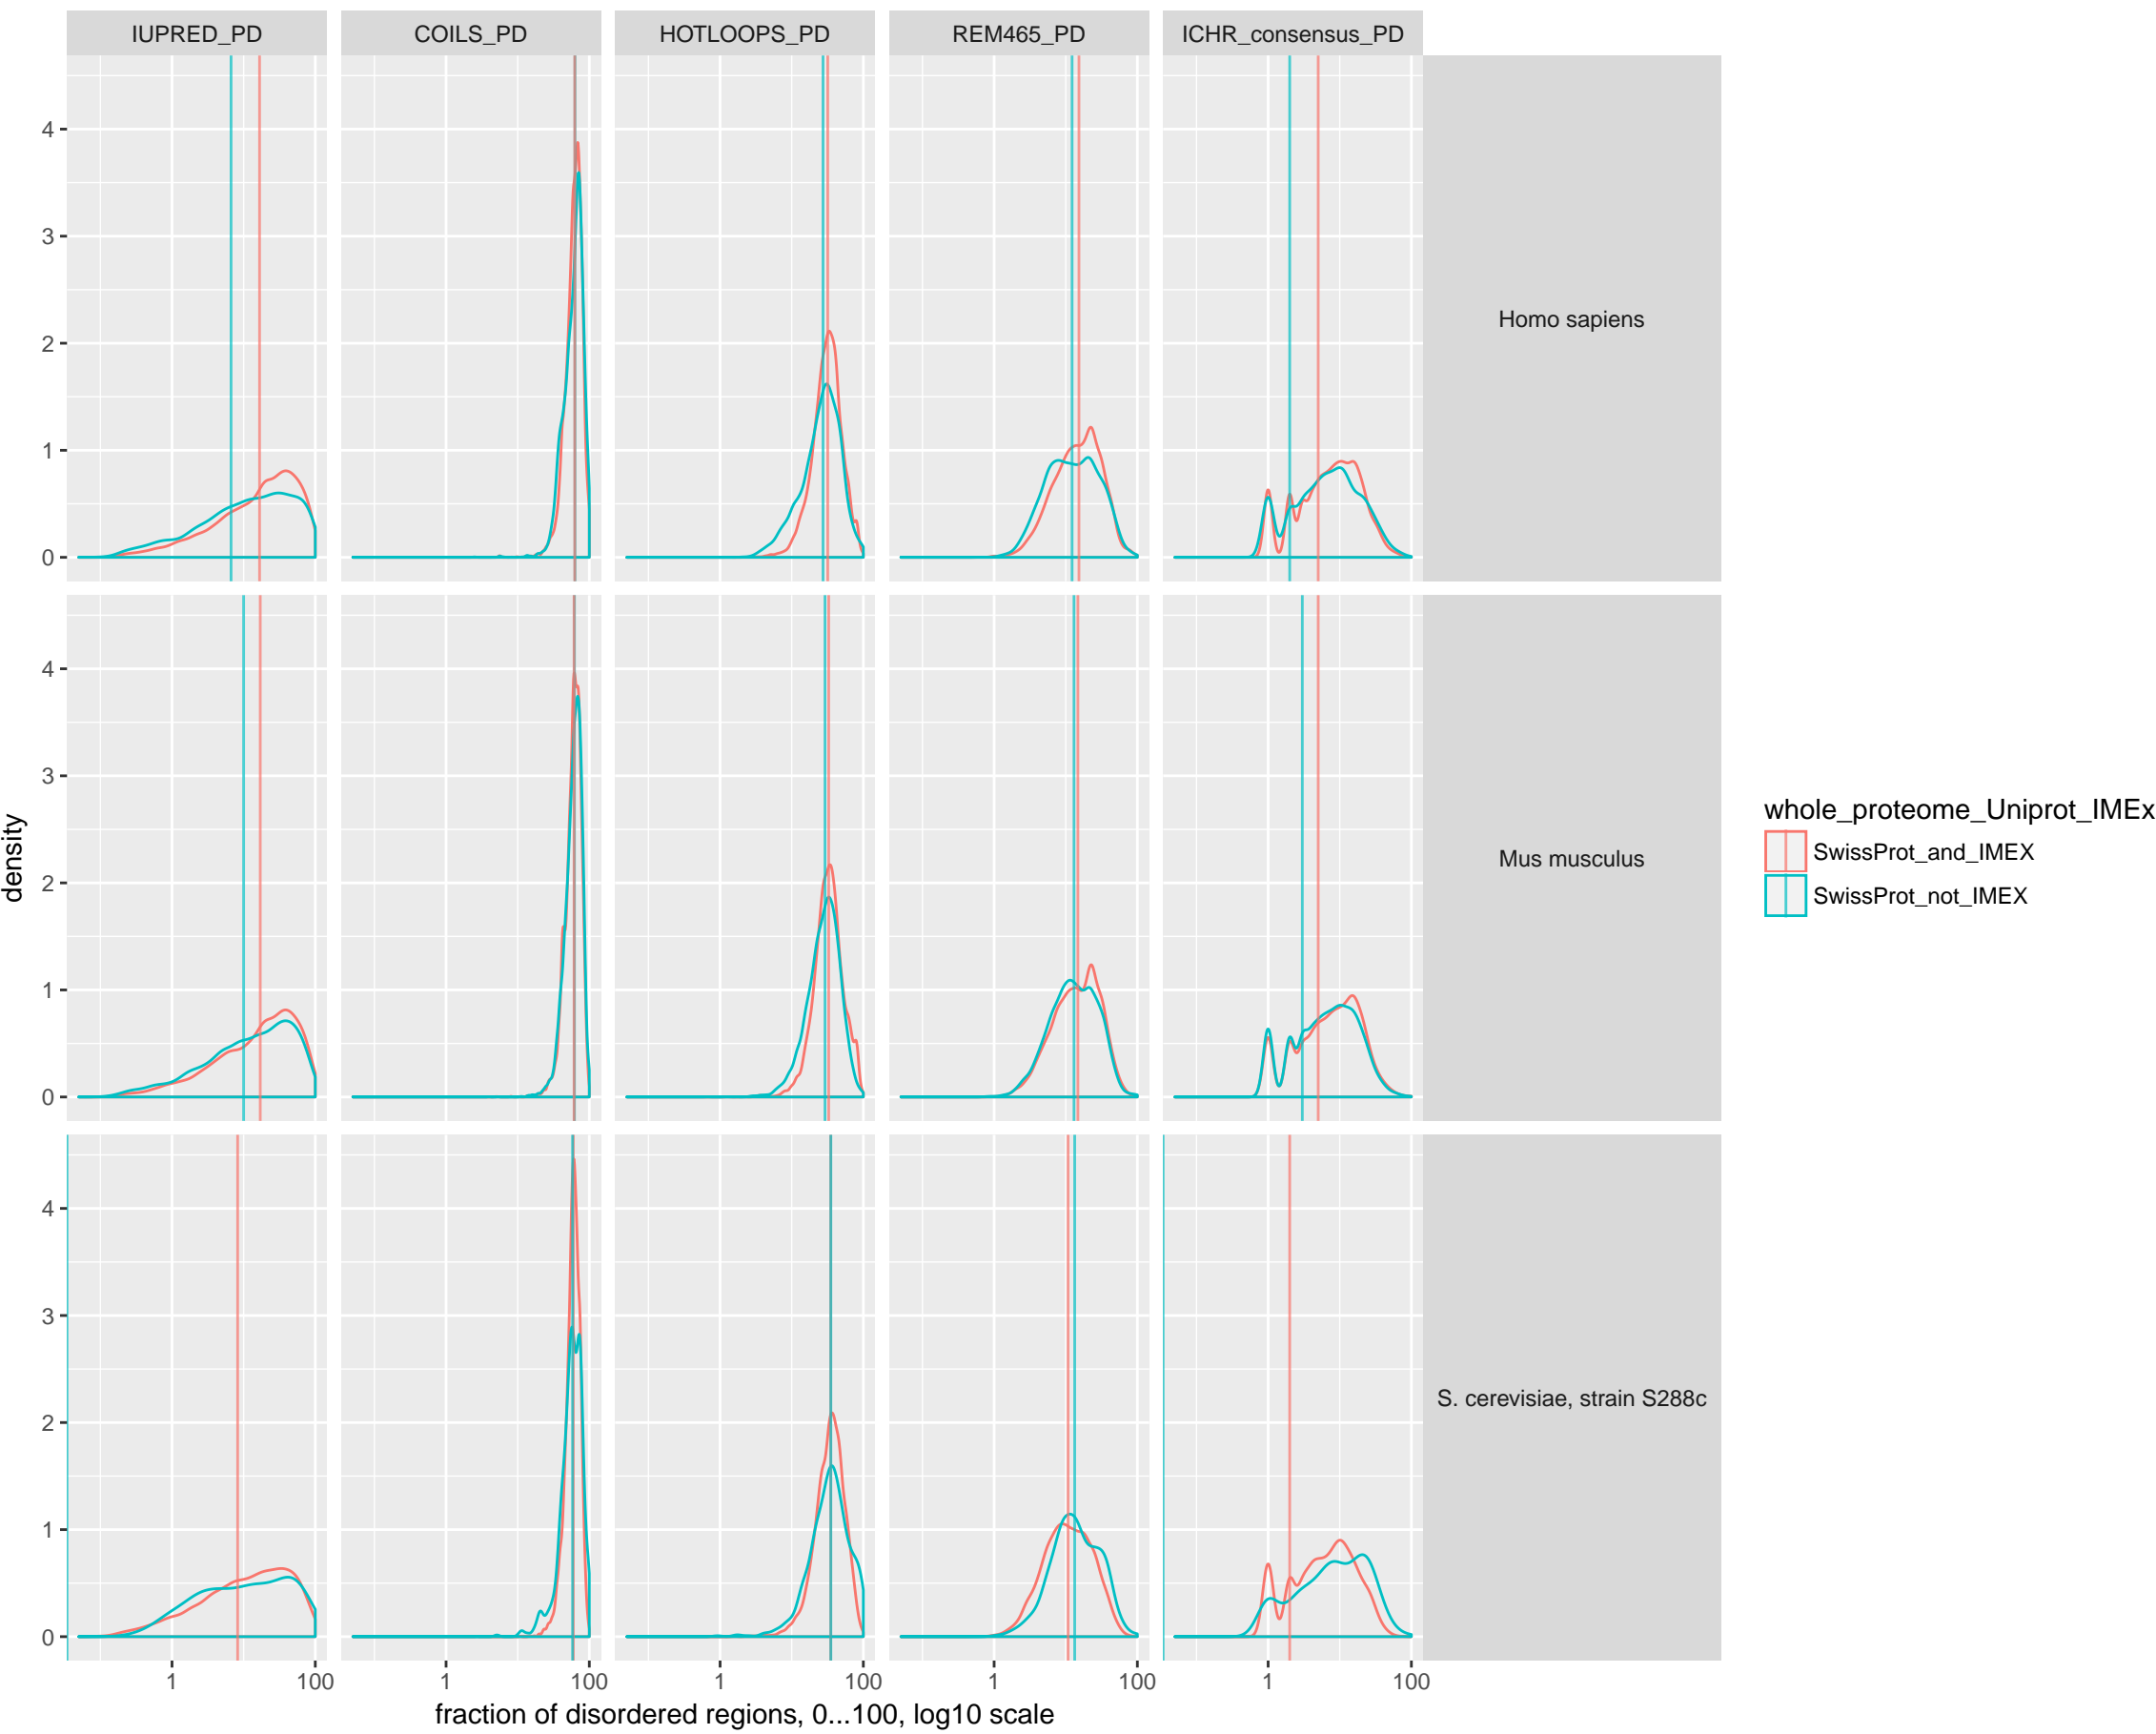 IUPRED_PD COILS_PD HOTLOOPS_PD REM465_PD ICHR_consensus_PD
4
3
2
1
0
Homo sapiens
4
3
2
1
0
Mus musculus
4
3
2
1
0
S. cerevisiae, strain S288c
1 100 1 100 1 100 1 100 1 100
fraction of disordered regions, 0...100, log10 scale
density
whole_proteome_Uniprot_IMEx
SwissProt_and_IMEX
SwissProt_not_IMEX